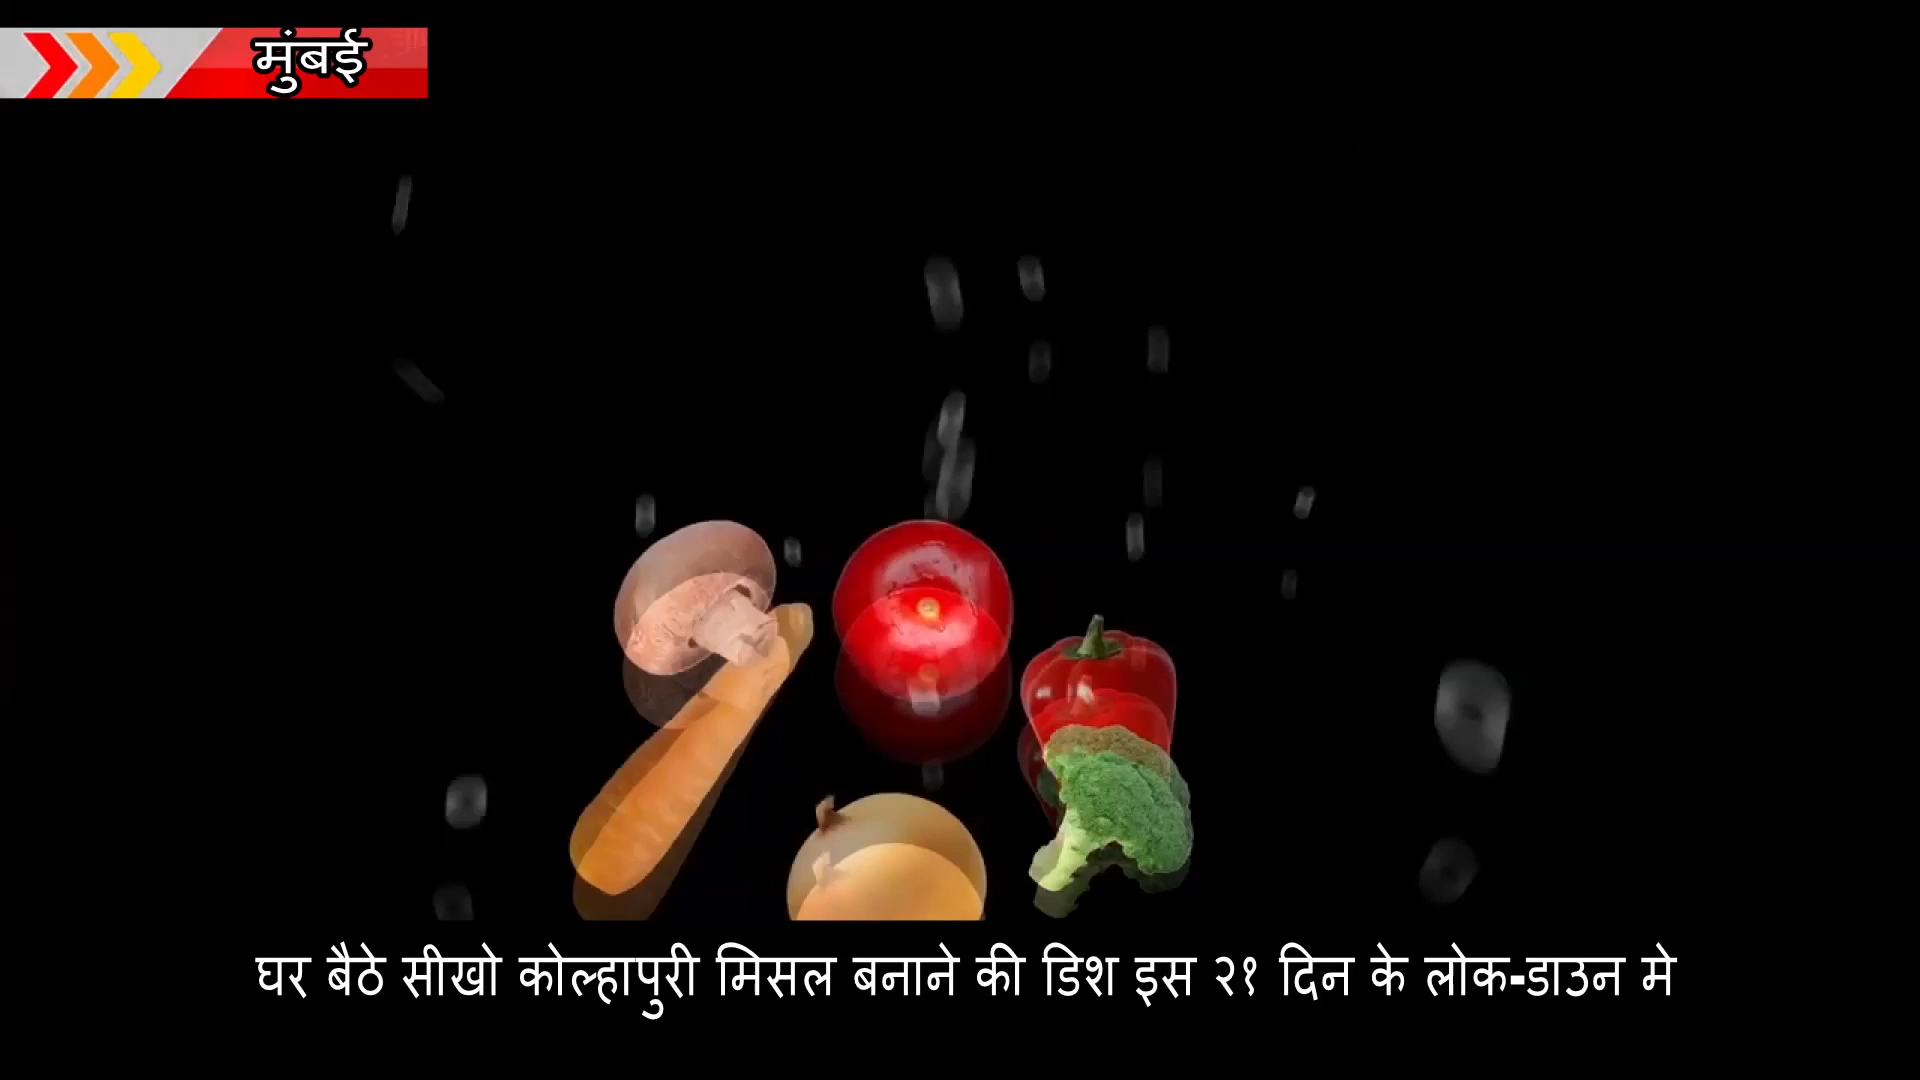 मुंबई
घर बैठे सीखो कोल्हापुरी मिसल बनाने की डिश इस २१ दिन के लोक-डाउन मे